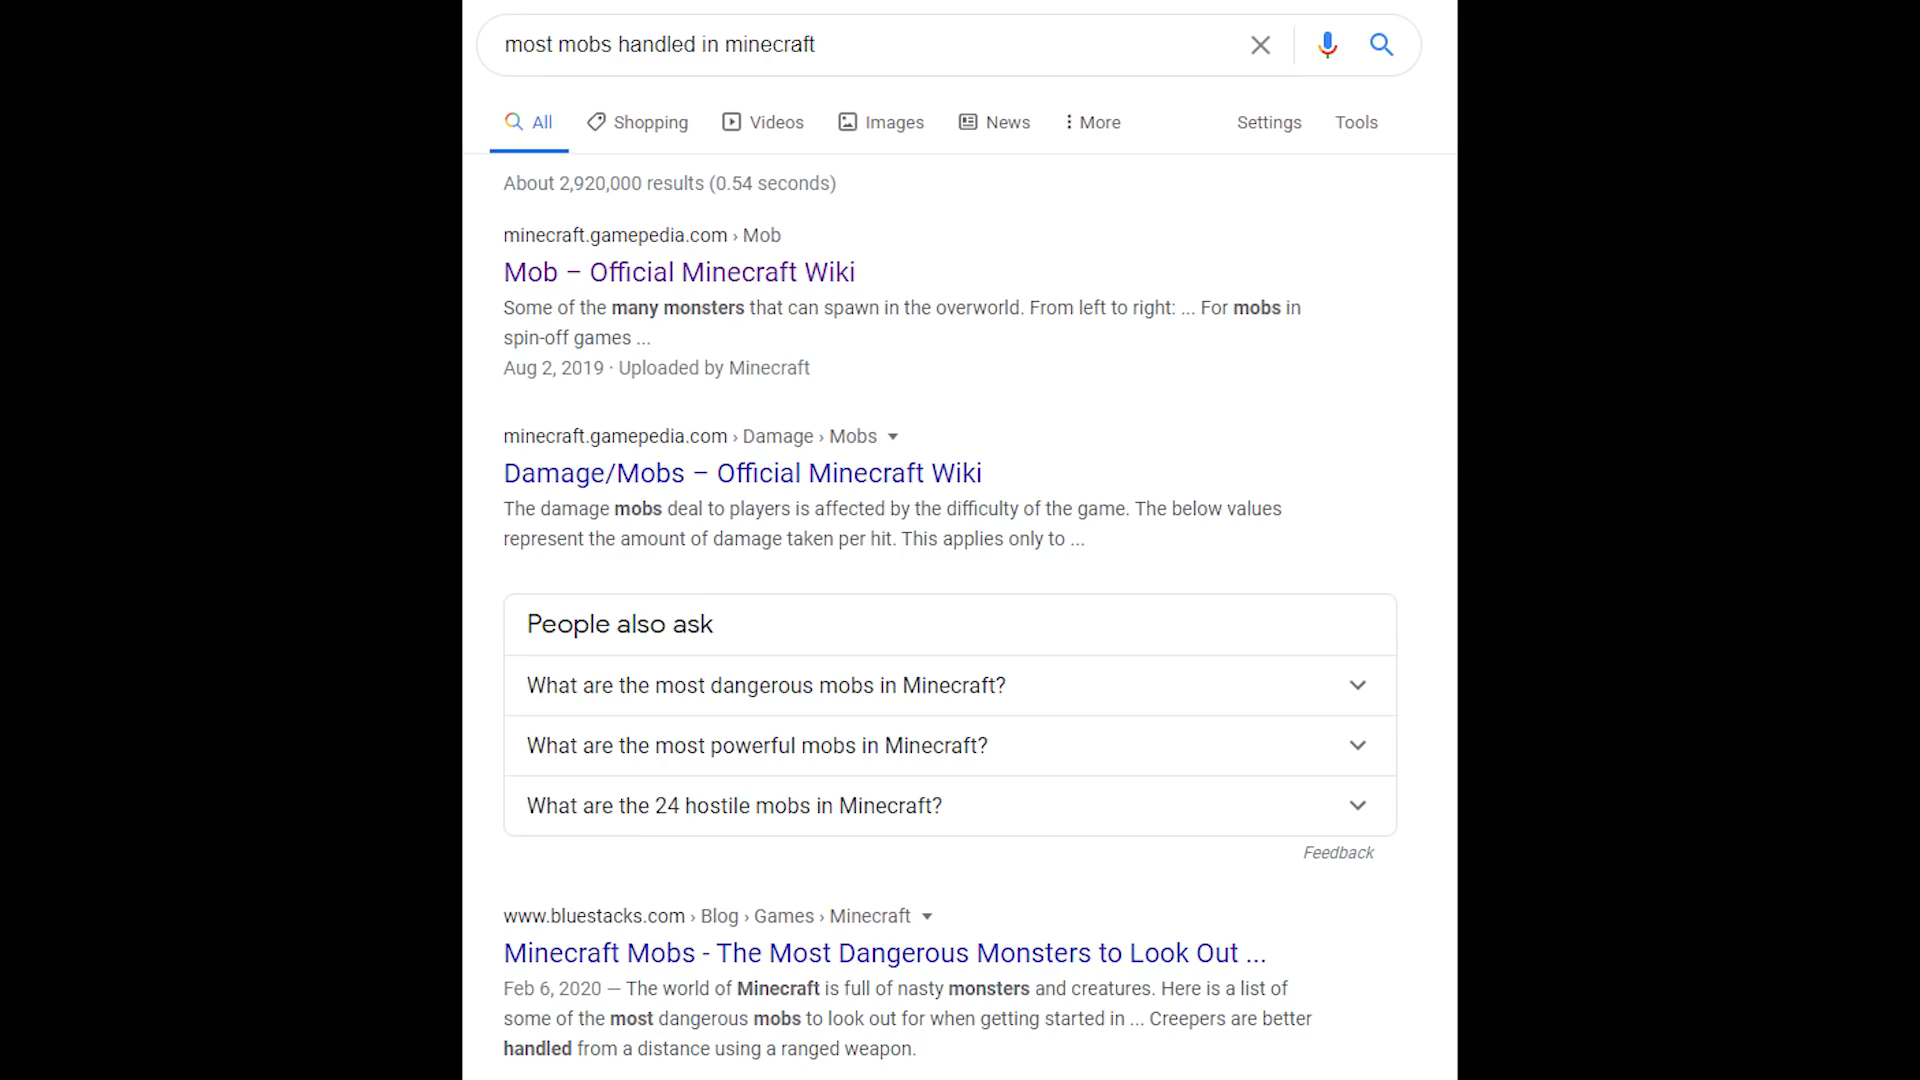 most mobs handled in minecraft
All Shopping Videos Images News More Settings Tools
About 2,920,000 results (0.54 seconds)
minecraft.gamepedia.com › Mob
Mob – Official Minecraft Wiki
Some of the many monsters that can spawn in the overworld. From left to right: ... For mobs in
spin-off games ...
Aug 2, 2019 · Uploaded by Minecraft
minecraft.gamepedia.com › Damage › Mobs
Damage/Mobs – Official Minecraft Wiki
The damage mobs deal to players is affected by the difficulty of the game. The below values
represent the amount of damage taken per hit. This applies only to ...
People also ask
What are the most dangerous mobs in Minecraft?
What are the most powerful mobs in Minecraft?
What are the 24 hostile mobs in Minecraft?
Feedback
www.bluestacks.com › Blog › Games › Minecraft
Minecraft Mobs - The Most Dangerous Monsters to Look Out ...
Feb 6, 2020 — The world of Minecraft is full of nasty monsters and creatures. Here is a list of
some of the most dangerous mobs to look out for when getting started in ... Creepers are better
handled from a distance using a ranged weapon.